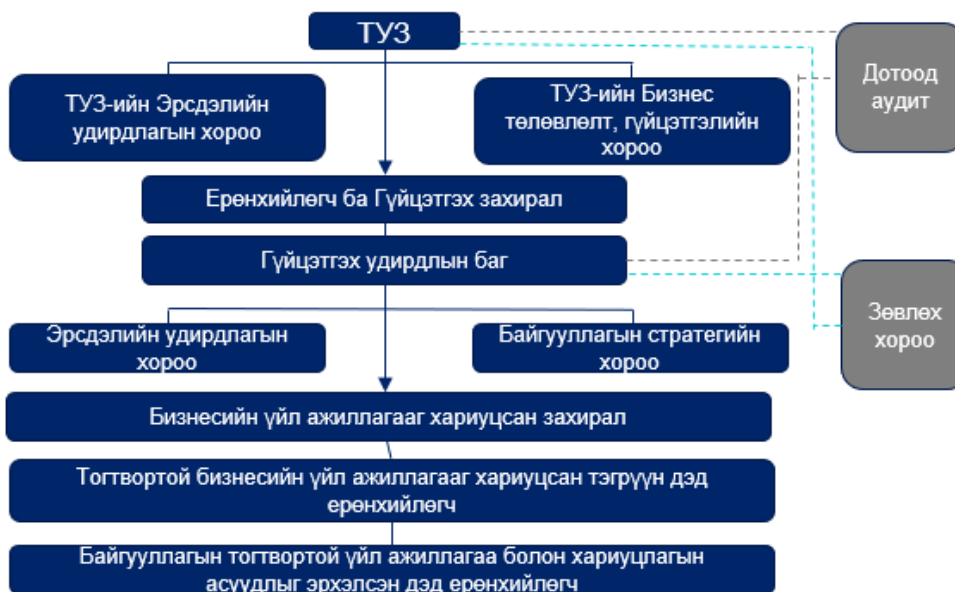 ТУЗ
ТУЗ-ийн Эрсдэлийн
удирдлагын хороо
ТУЗ-ийн Бизнес
төлөвлөлт, гүйцэтгэлийн
хороо
Дотоод
аудит
Ерөнхийлөгч ба Гүйцэтгэх захирал
Гүйцэтгэх удирдлын баг
Эрсдэлийн удирдлагын
хороо
Байгууллагын стратегийн
хороо
Зөвлөх
хороо
Бизнесийн үйл ажиллагааг хариуцсан захирал
Тогтвортой бизнесийн үйл ажиллагааг хариуцсан тэгрүүн дэд
ерөнхийлөгч
Байгууллагын тогтвортой үйл ажиллагаа болон хариуцлагын
асуудлыг эрхэлсэн дэд ерөнхийлөгч